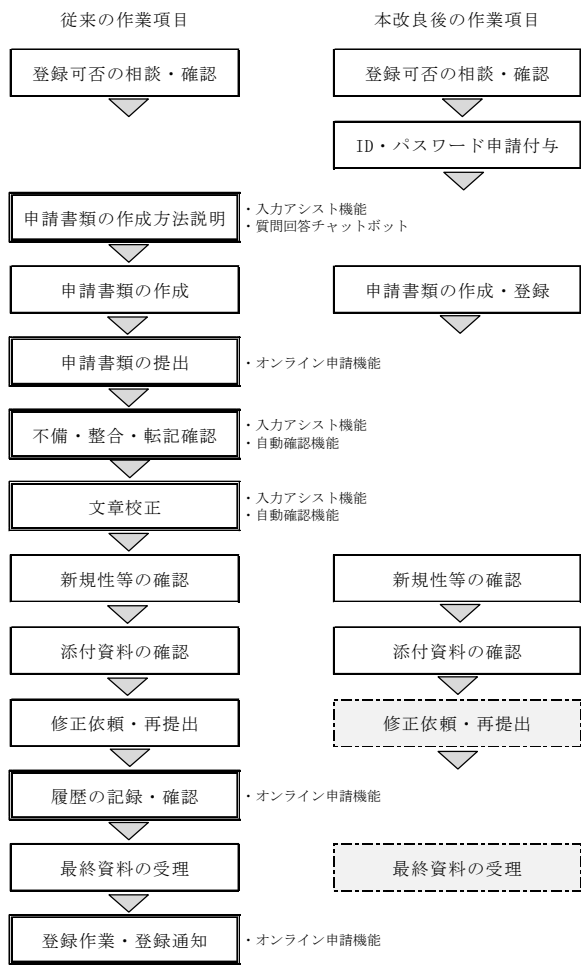 従来の作業項目
本改良後の作業項目
登録可否の相談・確認
登録可否の相談・確認
ID・パスワード申請付与
申請書類の作成方法説明
・入力アシスト機能
・質問回答チャットボット
申請書類の作成
申請書類の作成・登録
申請書類の提出
・オンライン申請機能
不備・整合・転記確認
・入力アシスト機能
・自動確認機能
文章校正
・入力アシスト機能
・自動確認機能
新規性等の確認
新規性等の確認
添付資料の確認
添付資料の確認
修正依頼・再提出
修正依頼・再提出
履歴の記録・確認
・オンライン申請機能
最終資料の受理
最終資料の受理
登録作業・登録通知
・オンライン申請機能